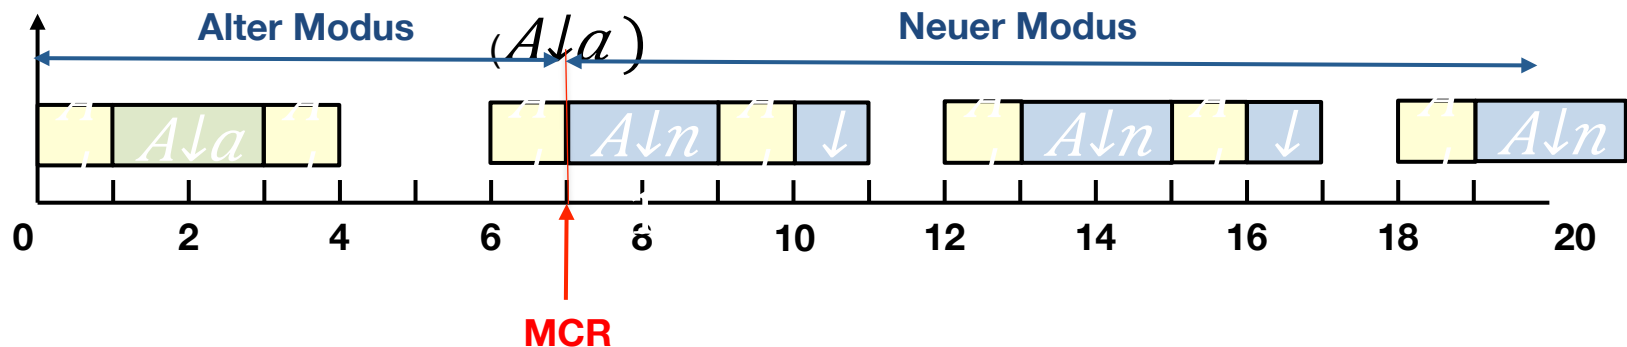 Alter Modus
(A↓a)
Neuer Modus
A↓a
A↓n
↓
A↓n
↓
A↓n
0 2 4 6 8 10 12 14 16 18 20
MCR